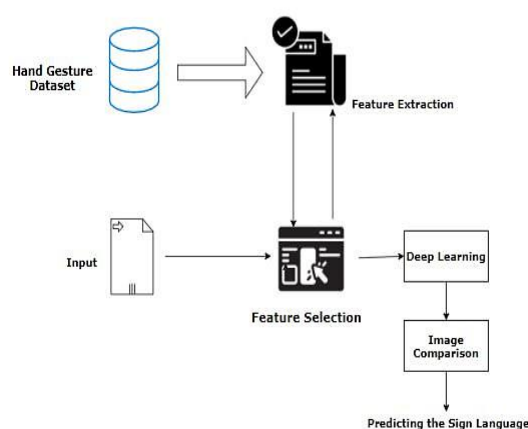 Hand Gesture
Dataset
Feature Extraction
Input
Feature Selection
Deep Learning
Image
Comparison
Predicting the Sign Language